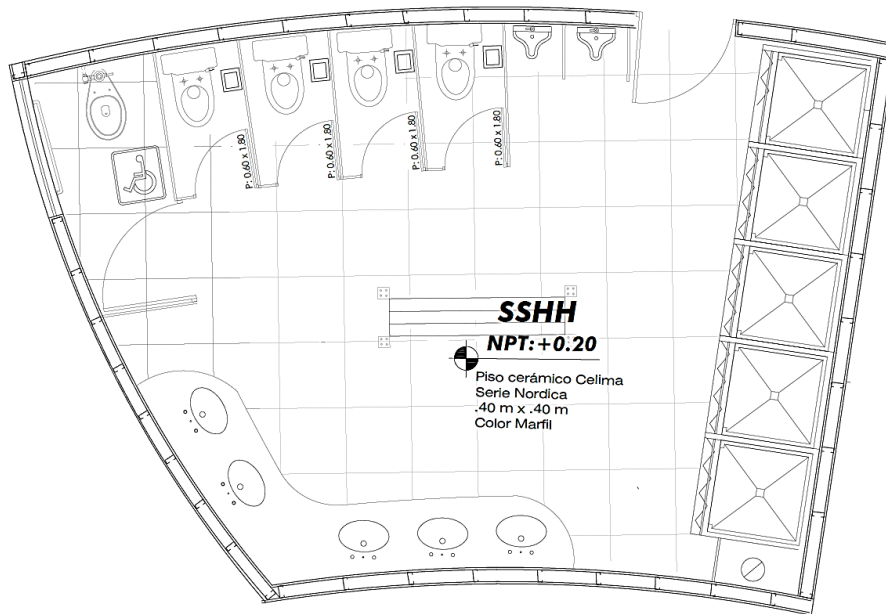 P: 0.60 x 1.80
P: 0.60 x 1.80
P: 0.60 x 1.80
P: 0.60 x 1.80
SSHH
NPT:+0.20
Piso cerámico Celima
Serie Nordica
.40 m x .40 m
Color Marfil